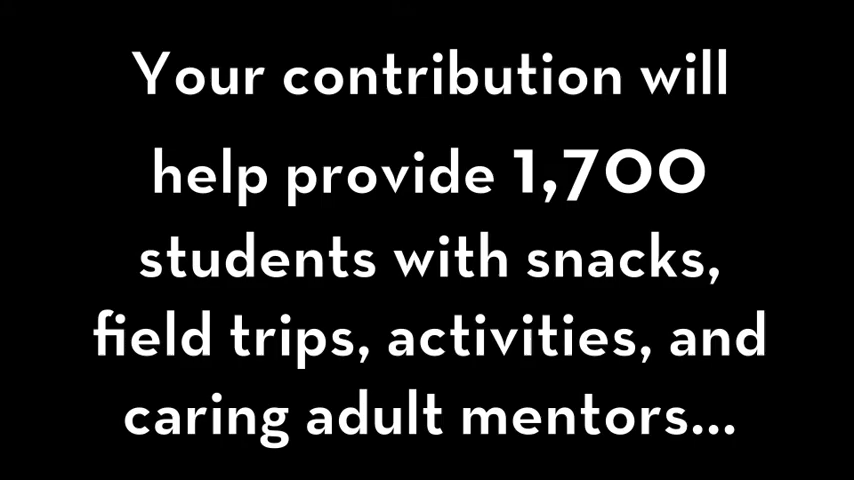 Your contribution will
help provide 1,700
students with snacks,
field trips, activities, and
caring adult mentors...